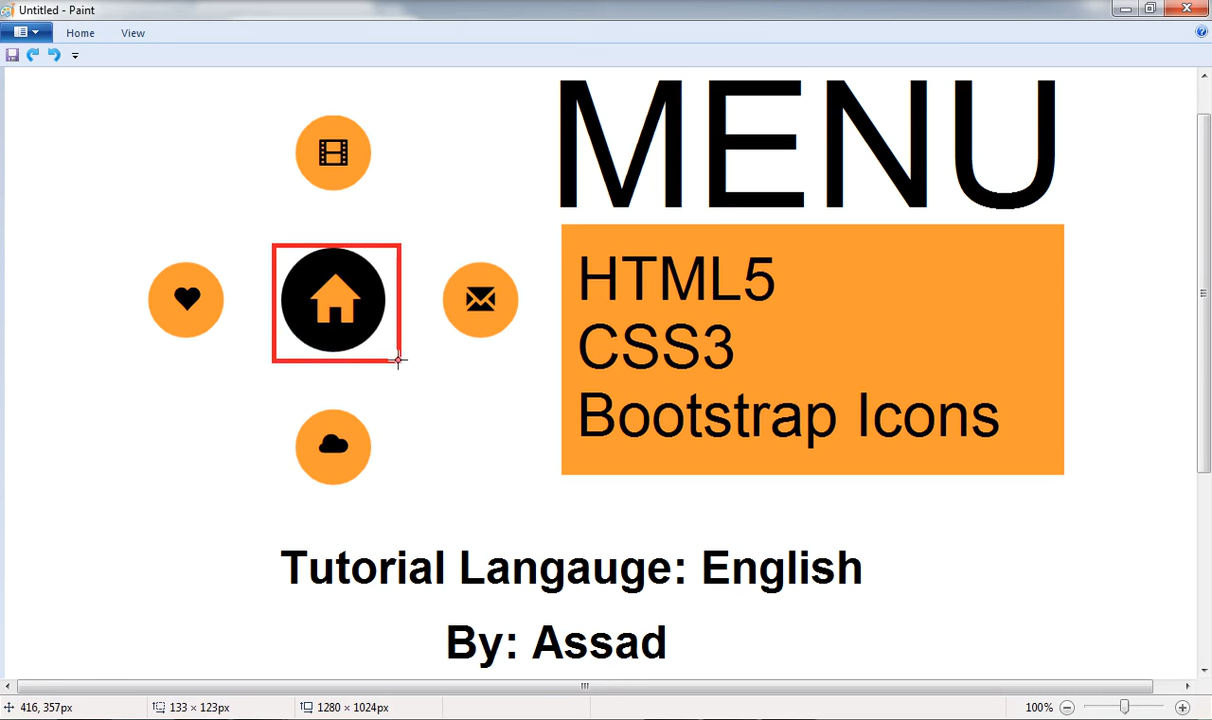 Untitled - Paint
Home
View
MENU
HTML5
CSS3
Bootstrap Icons
Tutorial Langauge: English
By: Assad
416, 357px
133 × 123px
1280 × 1024px
100%